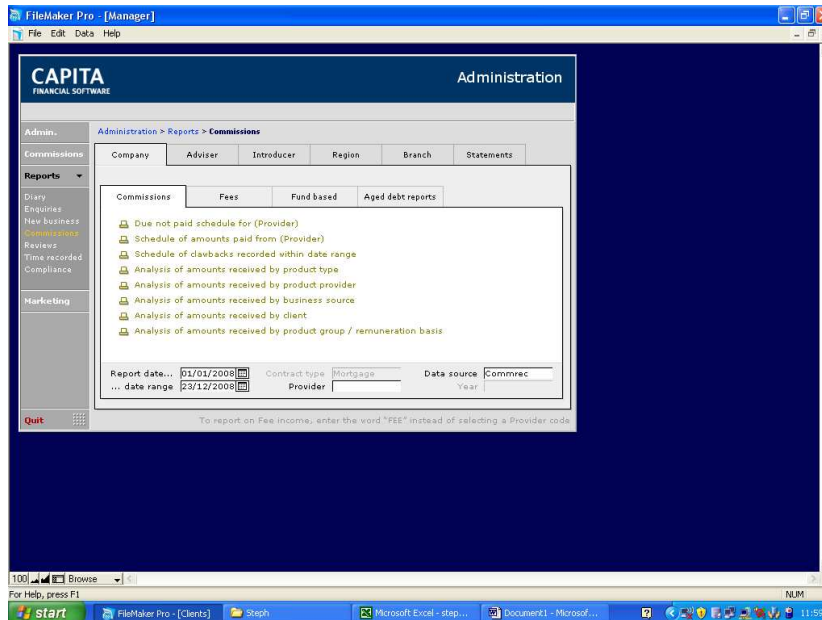 FileMaker Pro - [Manager]
File Edit Data Help
CAPITA
FINANCIAL SOFTWARE
Administration
Admin.
Administration > Reports > Commissions
Commissions
Company Adviser Introducer Region Branch Statements
Reports
Commissions Fees Fund based Aged debt reports
Diary
Enquiries
New business
Commissions
Reviews
Time recorded
Compliance
Marketing
Due not paid schedule for (Provider)
Schedule of amounts paid from (Provider)
Schedule of clawbacks recorded within date range
Analysis of amounts received by product type
Analysis of amounts received by product provider
Analysis of amounts received by business source
Analysis of amounts received by client
Analysis of amounts received by product group / remuneration basis
Report date... 01/01/2008 Contract type Mortgage Data source Commrec
... date range 23/12/2008 Provider Year
Quit
To report on Fee income, enter the word "FEE" instead of selecting a Provider code
100 Browse
For Help, press F1 NUM
start FileMaker Pro - [Clients] Steph Microsoft Excel - step... Document1 - Microsof... 11:59